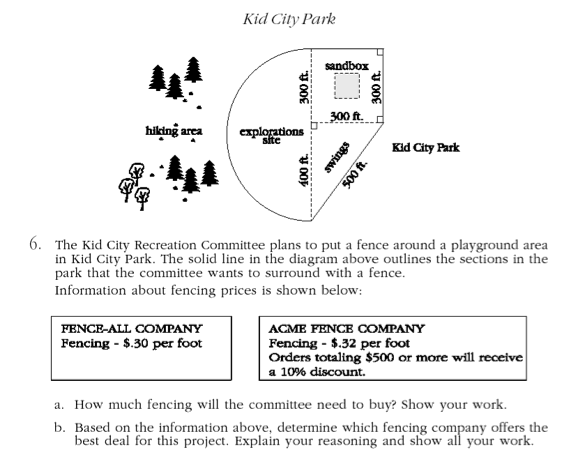 Kid City Park
sandbox
300 ft.
300 ft.
300 ft.
hiking area
explorations
site
Kid City Park
swings
400 ft.
500 ft.
6. The Kid City Recreation Committee plans to put a fence around a playground area
in Kid City Park. The solid line in the diagram above outlines the sections in the
park that the committee wants to surround with a fence.
Information about fencing prices is shown below:
FENCE-ALL COMPANY
Fencing - $.30 per foot
ACME FENCE COMPANY
Fencing - $.32 per foot
Orders totaling $500 or more will receive
a 10% discount.
a. How much fencing will the committee need to buy? Show your work.
b. Based on the information above, determine which fencing company offers the
best deal for this project. Explain your reasoning and show all your work.